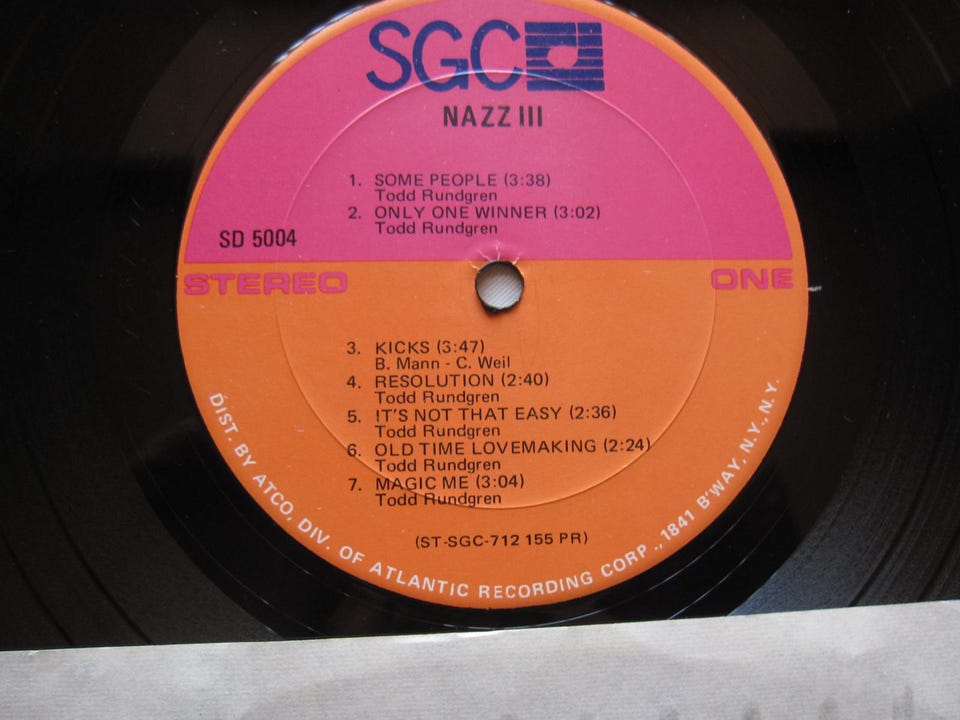 SGC
NAZZ III
1. SOME PEOPLE (3:38)
Todd Rundgren
2. ONLY ONE WINNER (3:02)
Todd Rundgren
SD 5004
STEREO
ONE
3. KICKS (3:47)
B. Mann - C. Weil
4. RESOLUTION (2:40)
Todd Rundgren
5. IT'S NOT THAT EASY (2:36)
Todd Rundgren
6. OLD TIME LOVEMAKING (2:24)
Todd Rundgren
7. MAGIC ME (3:04)
Todd Rundgren
(ST-SGC-712 155 PR)
DIST. BY ATCO, DIV. OF ATLANTIC RECORDING CORP., 1841 B'WAY, N.Y., N.Y.